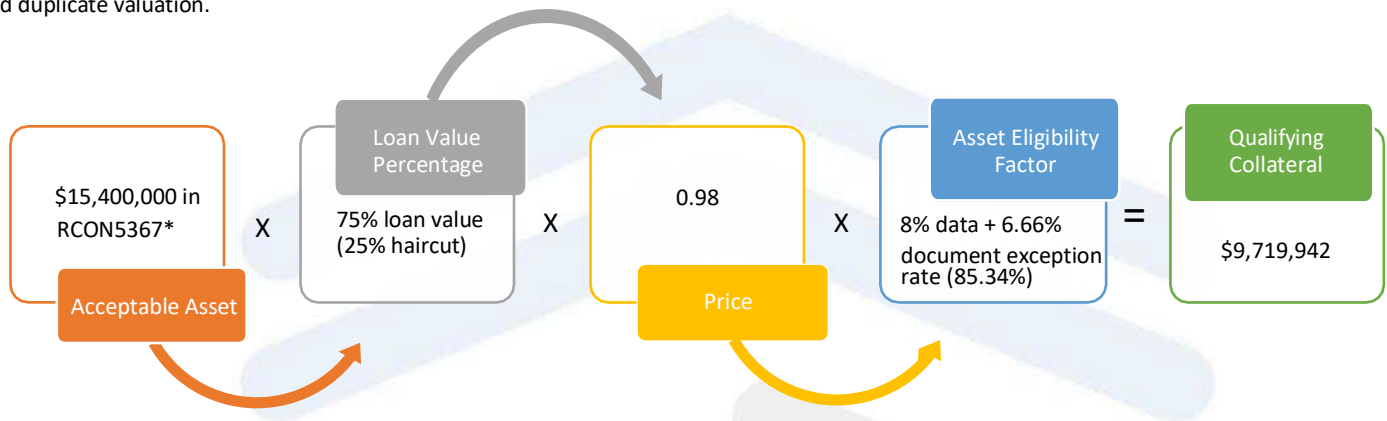 d duplicate valuation.
$15,400,000 in
RCON5367*
Acceptable Asset
X
Loan Value
Percentage
75% loan value
(25% haircut)
X
0.98
Price
X
Asset Eligibility
Factor
8% data + 6.66%
document exception
rate (85.34%)
=
Qualifying
Collateral
$9,719,942